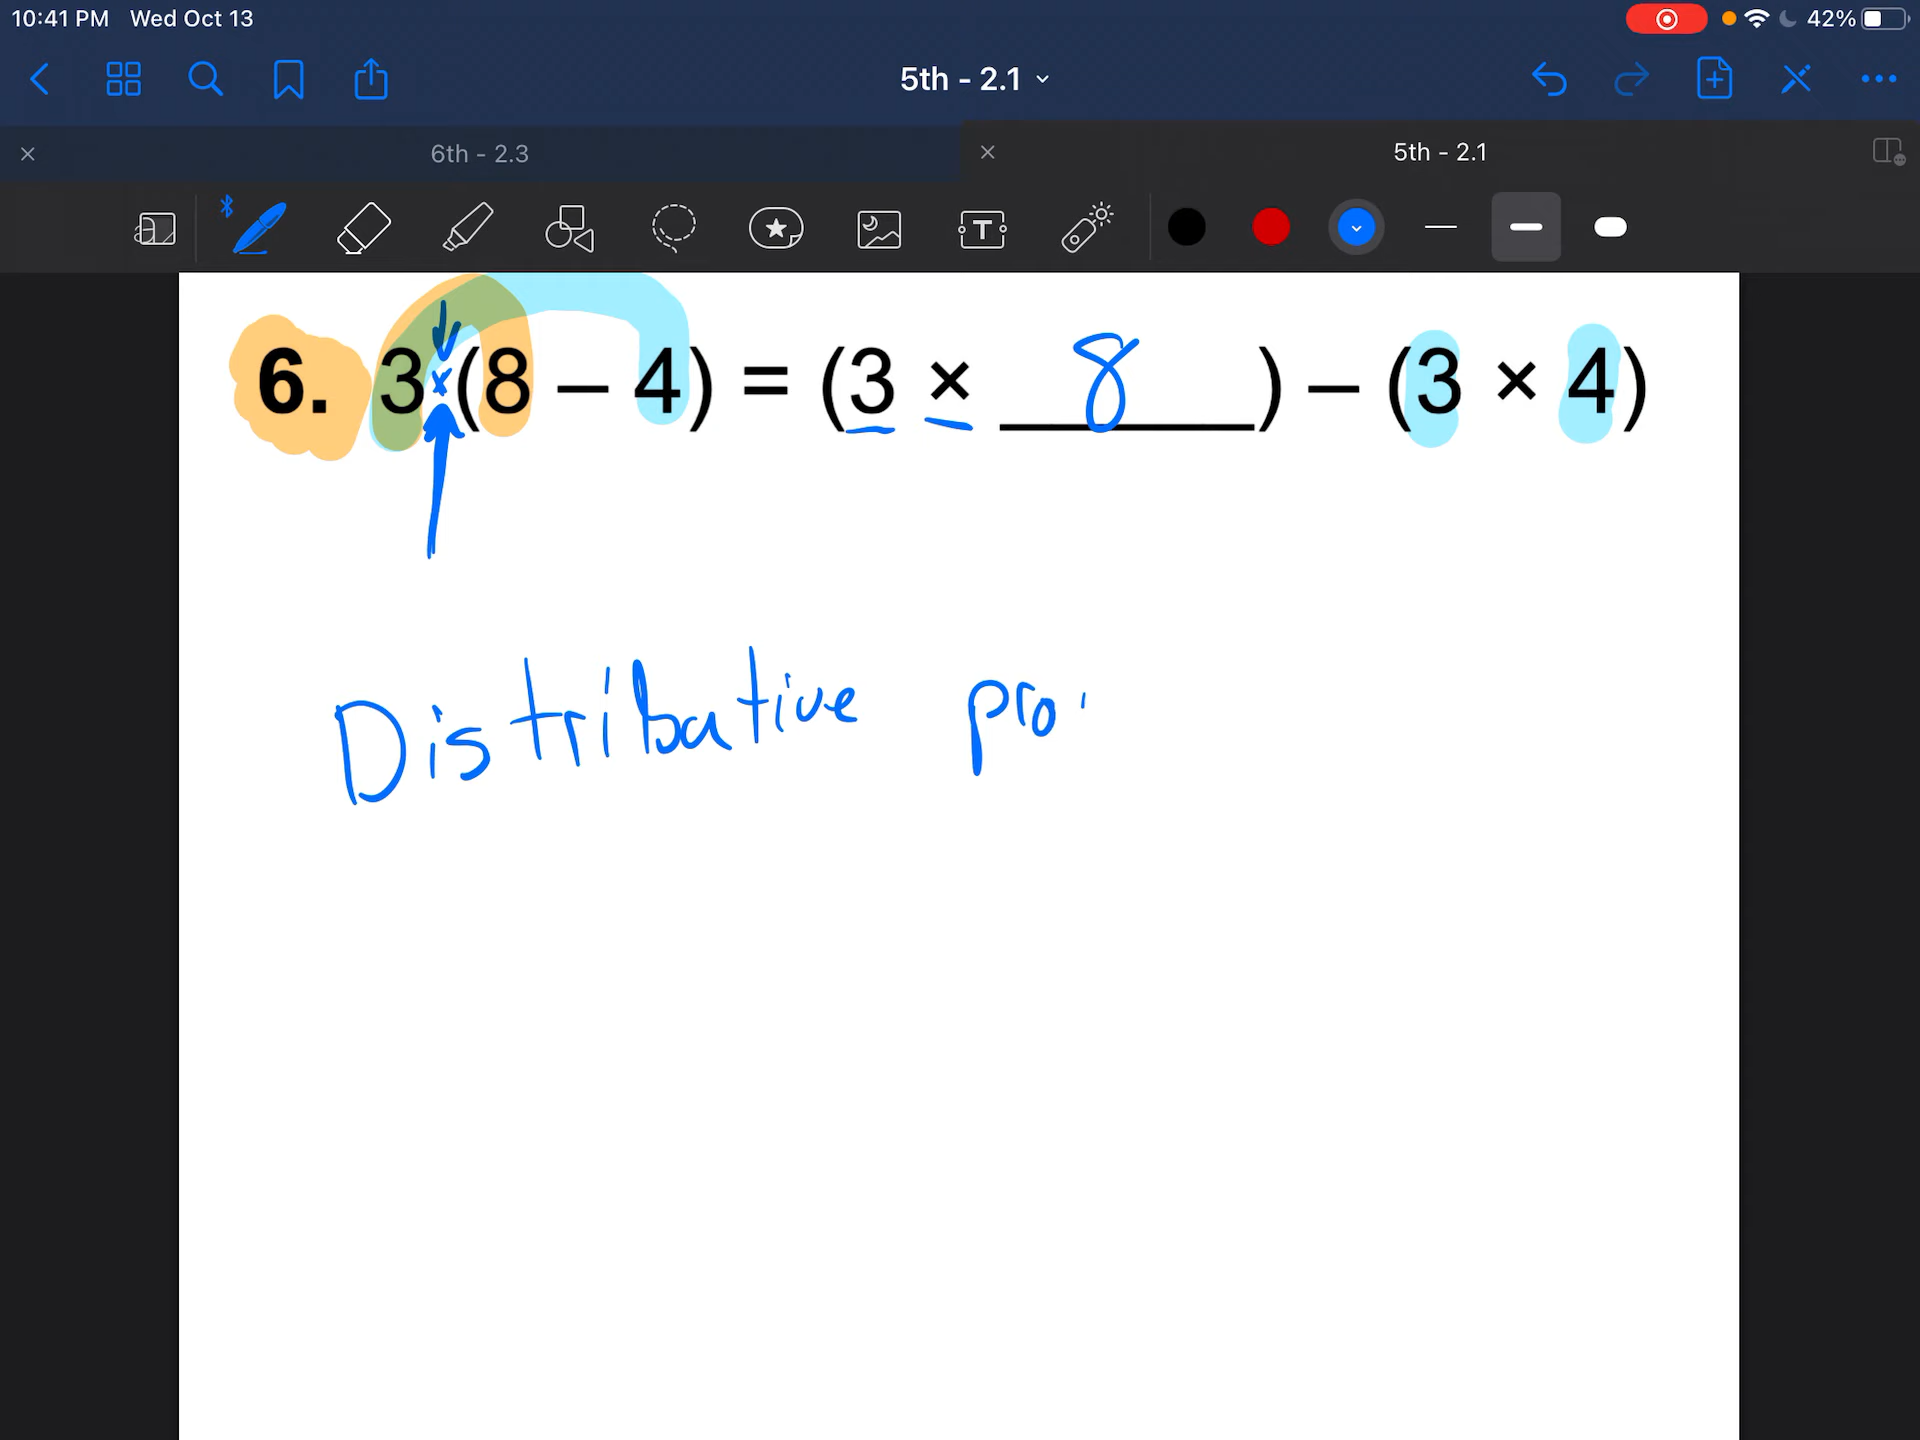 10:41 PM Wed Oct 13 42%
5th - 2.1
6th - 2.3 5th - 2.1
6. 3×(8 – 4) = (3 × 8) – (3 × 4)
Distributive pro